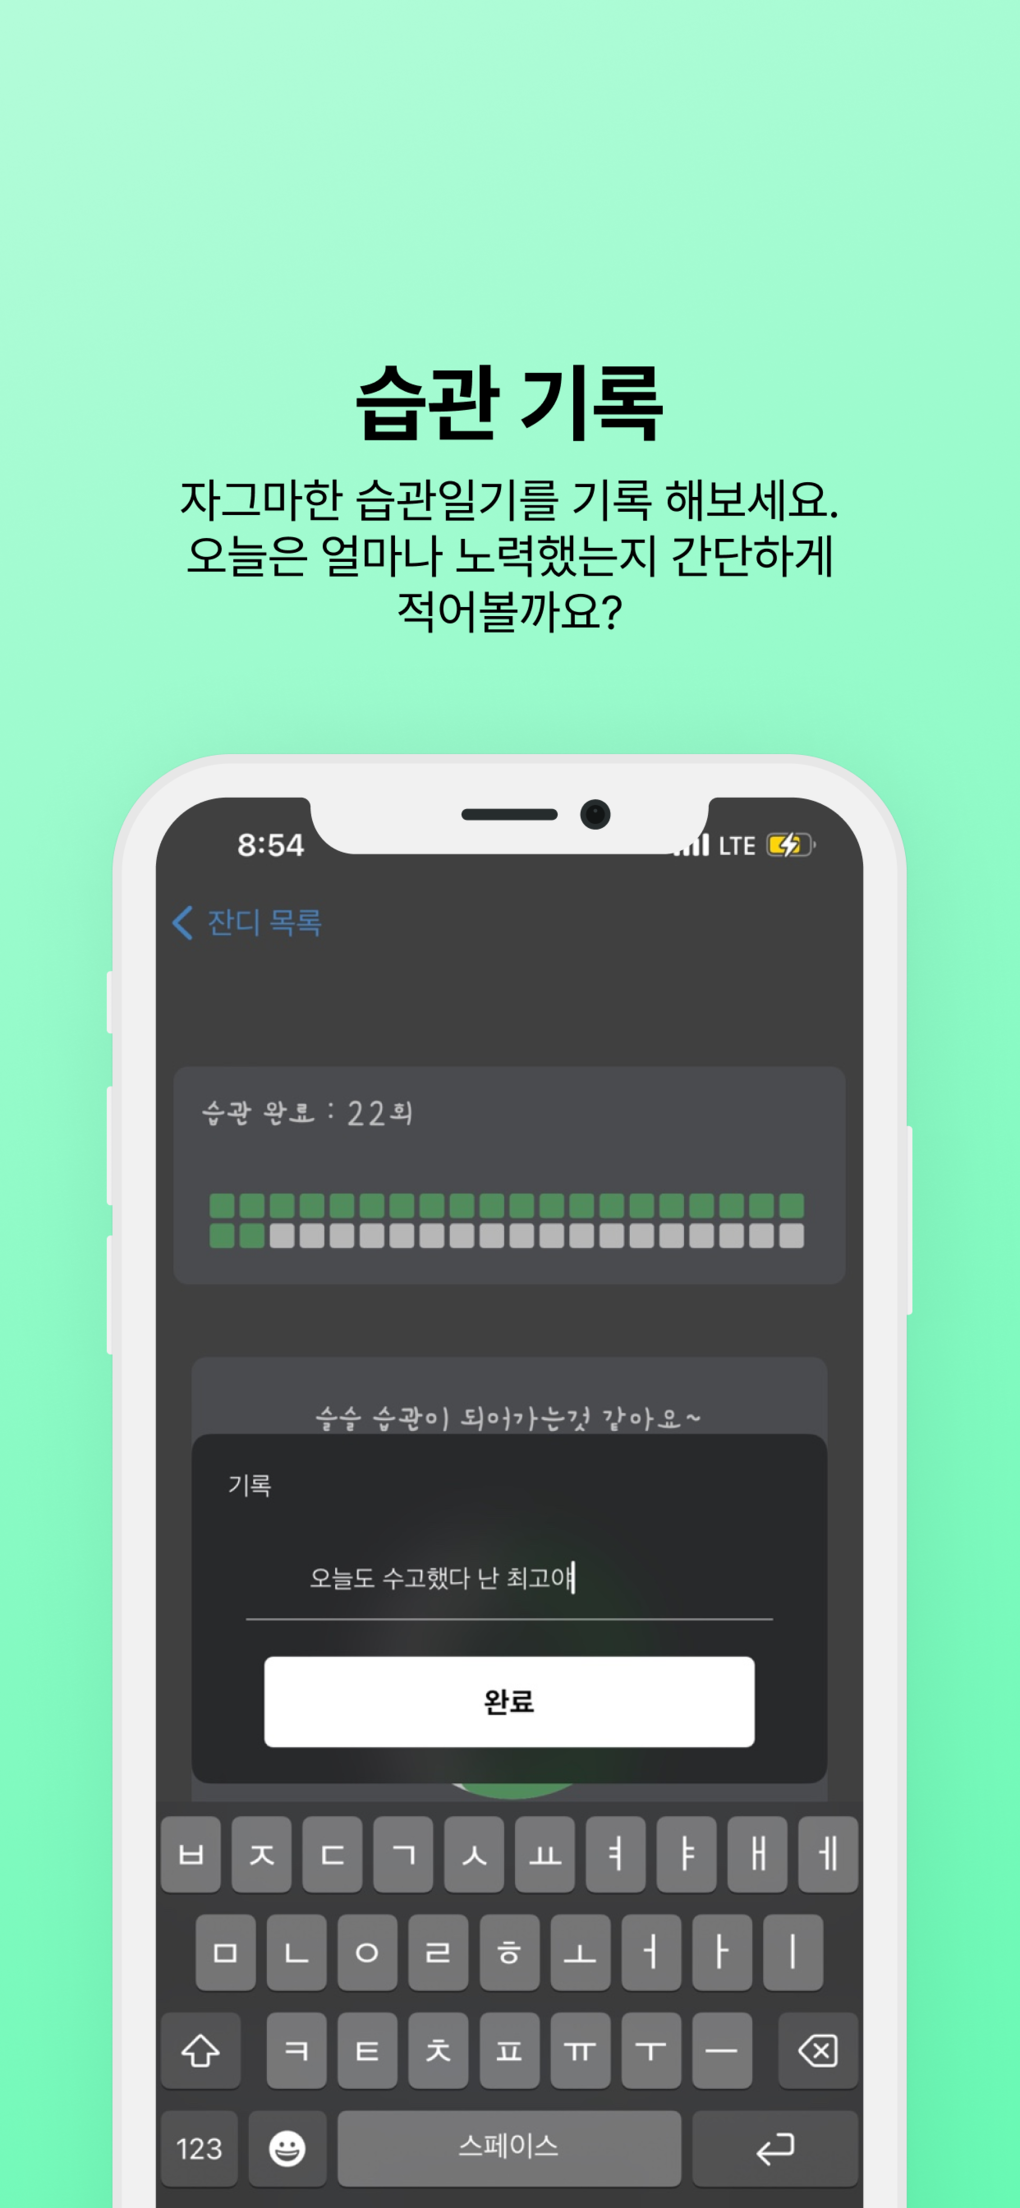 습관 기록
자그마한 습관일기를 기록 해보세요.
오늘은 얼마나 노력했는지 간단하게
적어볼까요?
8:54 LTE
잔디 목록
습관 완료 : 22회
슬슬 습관이 되어가는것 같아요~
기록
오늘도 수고했다 난 최고야
완료
ㅂ ㅈ ㄷ ㄱ ㅅ ㅛ ㅕ ㅑ ㅐ ㅔ
ㅁ ㄴ ㅇ ㄹ ㅎ ㅗ ㅓ ㅏ ㅣ
ㅋ ㅌ ㅊ ㅍ ㅠ ㅜ ㅡ
123 스페이스